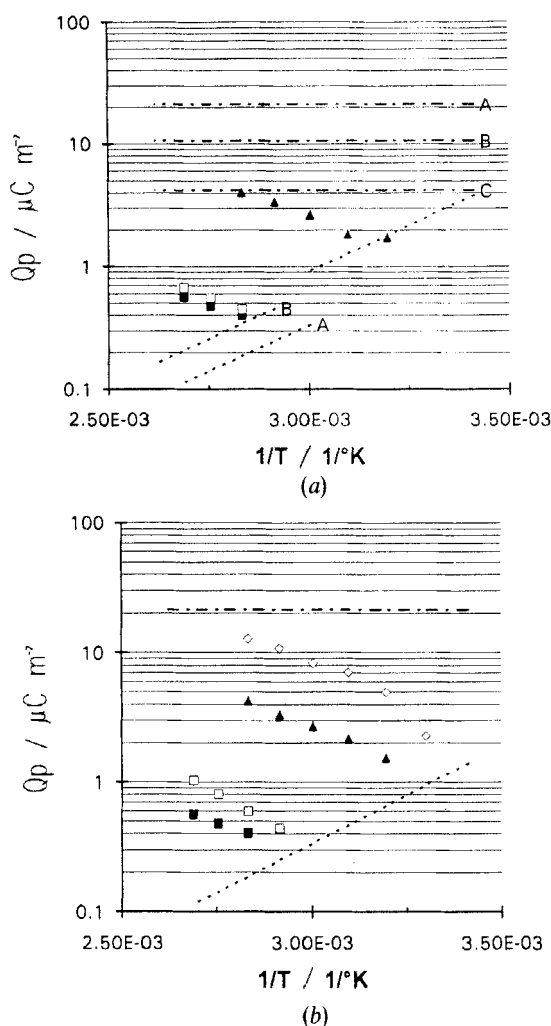 100
A
B
10
C
Qp / μC m⁻²
1
B
A
0.1
2.50E-03 3.00E-03 3.50E-03
1/T / 1/°K
(a)
100
10
Qp / μC m⁻²
1
0.1
2.50E-03 3.00E-03 3.50E-03
1/T / 1/°K
(b)